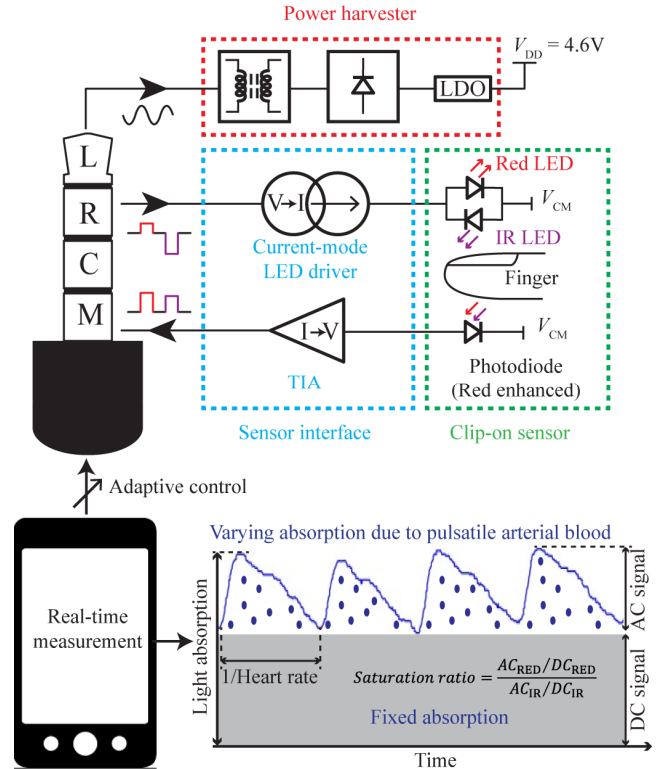 Power harvester
V_DD = 4.6V
LDO
L
Red LED
R
V→I
V_CM
Current-mode
LED driver
IR LED
C
Finger
M
I→V
V_CM
TIA
Photodiode
(Red enhanced)
Sensor interface
Clip-on sensor
Adaptive control
Varying absorption due to pulsatile arterial blood
Real-time
measurement
Light absorption
AC signal
1/Heart rate
Saturation ratio = (AC_RED/DC_RED)/(AC_IR/DC_IR)
Fixed absorption
DC signal
Time